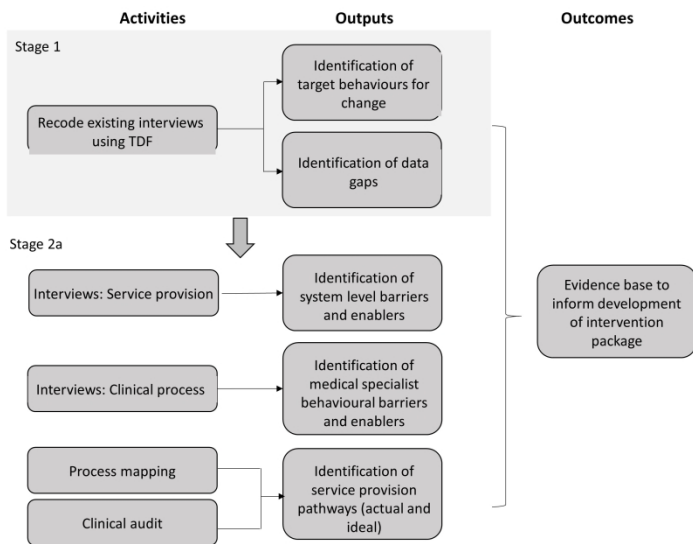 Activities
Outputs
Outcomes
Stage 1
Recode existing interviews
using TDF
Identification of
target behaviours for
change
Identification of data
gaps
Stage 2a
Interviews: Service provision
Identification of
system level barriers
and enablers
Interviews: Clinical process
Identification of
medical specialist
behavioural barriers
and enablers
Process mapping
Clinical audit
Identification of
service provision
pathways (actual and
ideal)
Evidence base to
inform development
of intervention
package